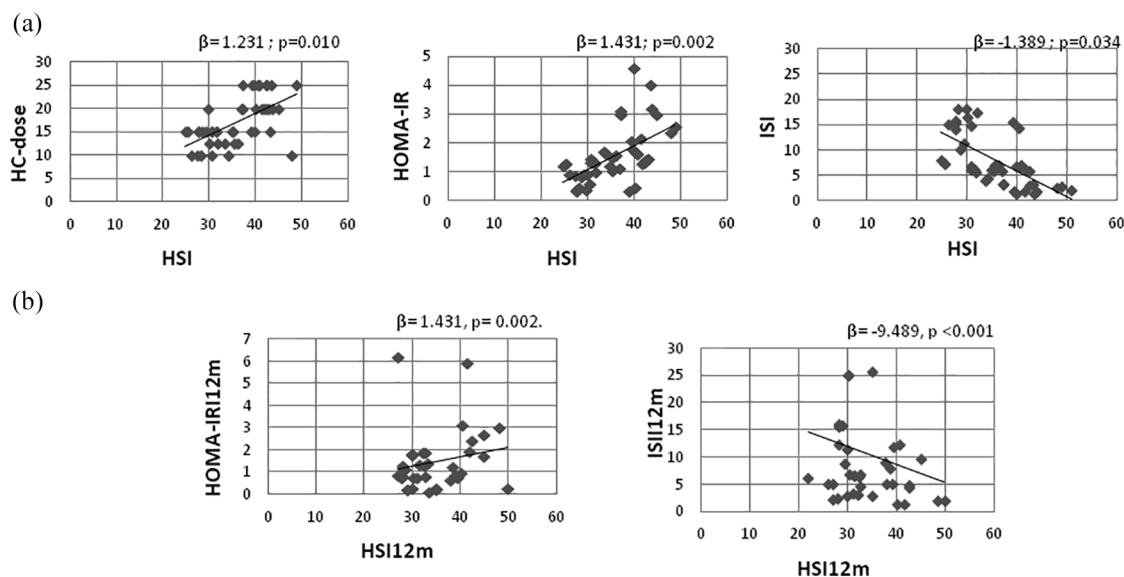 (a)
β=1.231 ; p=0.010
30
25
20
15
10
5
0
HC-dose
0 10 20 30 40 50 60
HSI
β=1.431; p=0.002
5
4
3
2
1
0
HOMA-IR
0 10 20 30 40 50 60
HSI
β=-1.389 ; p=0.034
30
25
20
15
10
5
0
ISI
0 10 20 30 40 50 60
HSI
(b)
β=1.431, p= 0.002.
7
6
5
4
3
2
1
0
HOMA-IRI12m
0 10 20 30 40 50 60
HSI12m
β= -9.489, p <0.001
30
25
20
15
10
5
0
ISII12m
0 10 20 30 40 50 60
HSI12m